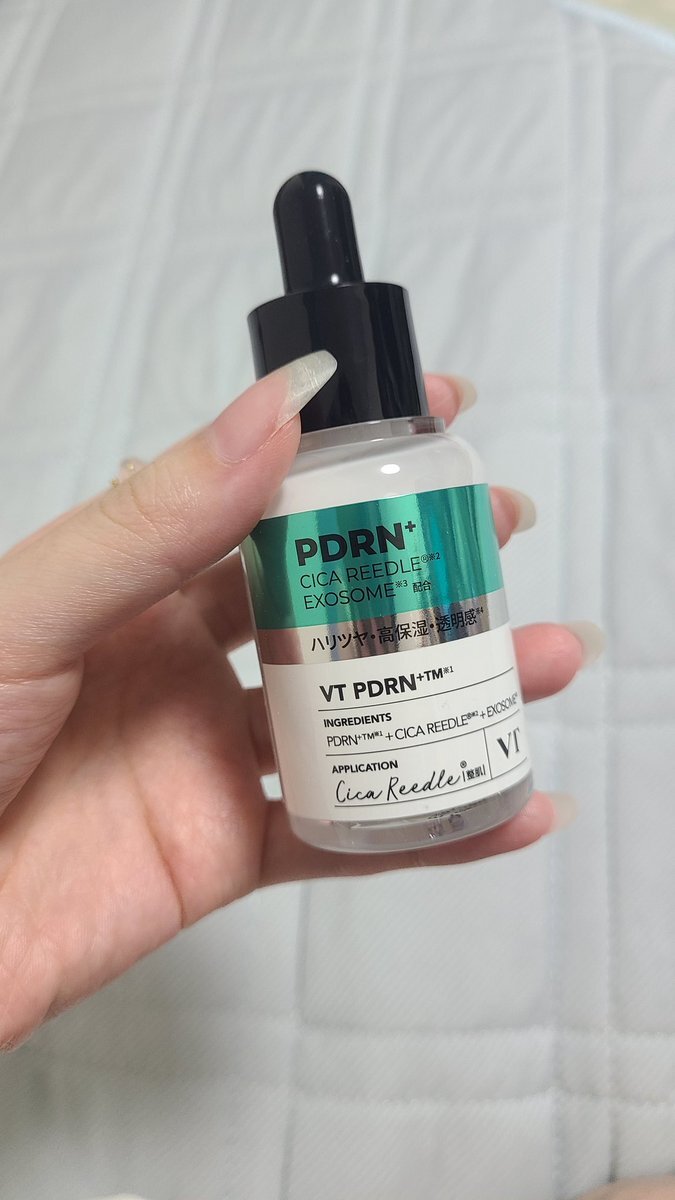 PDRN+
CICA REEDLE®※2
EXOSOME※3 配合
ハリツヤ・高保湿・透明感※4
VT PDRN+TM※1
INGREDIENTS
PDRN+TM※1 + CICA REEDLE®※2 + EXOSOME
APPLICATION
Cica Reedle® |整肌|
VT